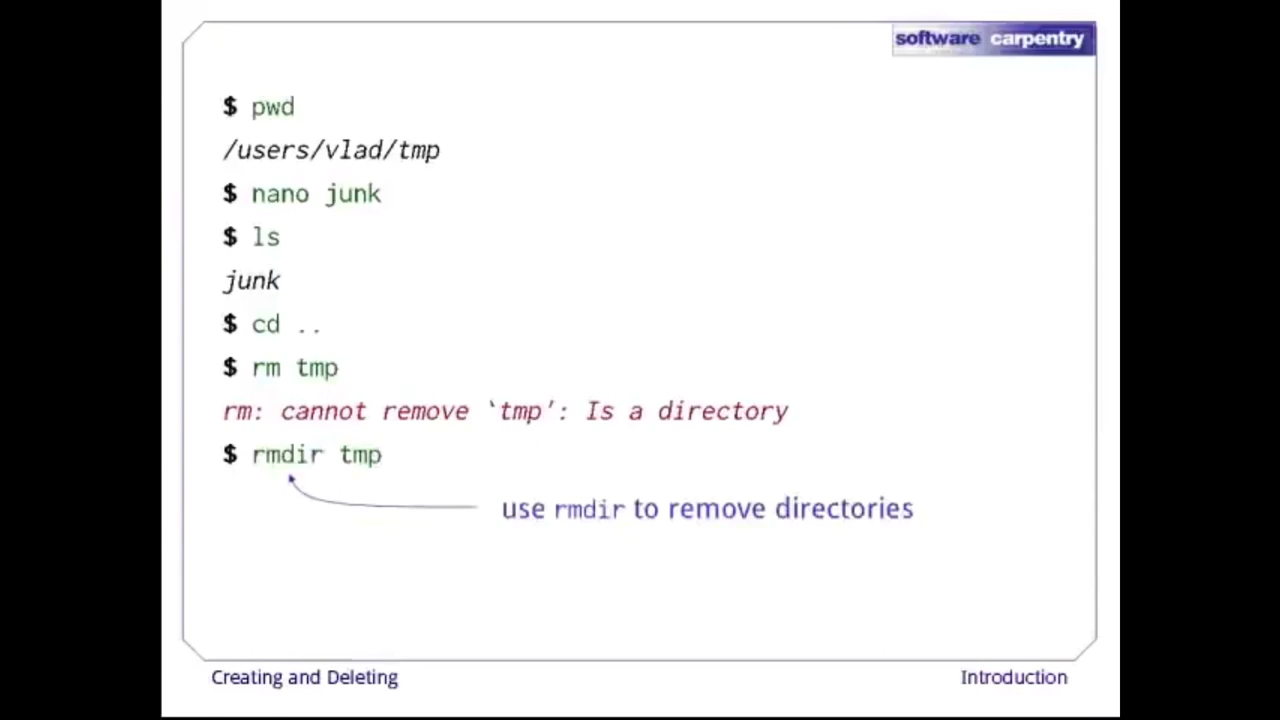 software carpentry
$ pwd
/users/vlad/tmp
$ nano junk
$ ls
junk
$ cd ..
$ rm tmp
rm: cannot remove `tmp': Is a directory
$ rmdir tmp
use rmdir to remove directories
Creating and Deleting
Introduction